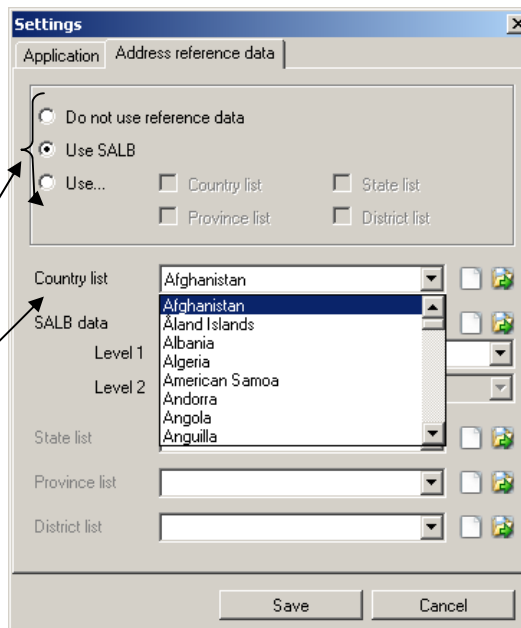 Settings
Application Address reference data
Do not use reference data
Use SALB
Use... Country list State list
Province list District list
Country list Afghanistan
Afghanistan
Åland Islands
SALB data
Albania
Level 1
Algeria
American Samoa
Level 2
Andorra
Angola
Anguilla
State list
Province list
District list
Save Cancel